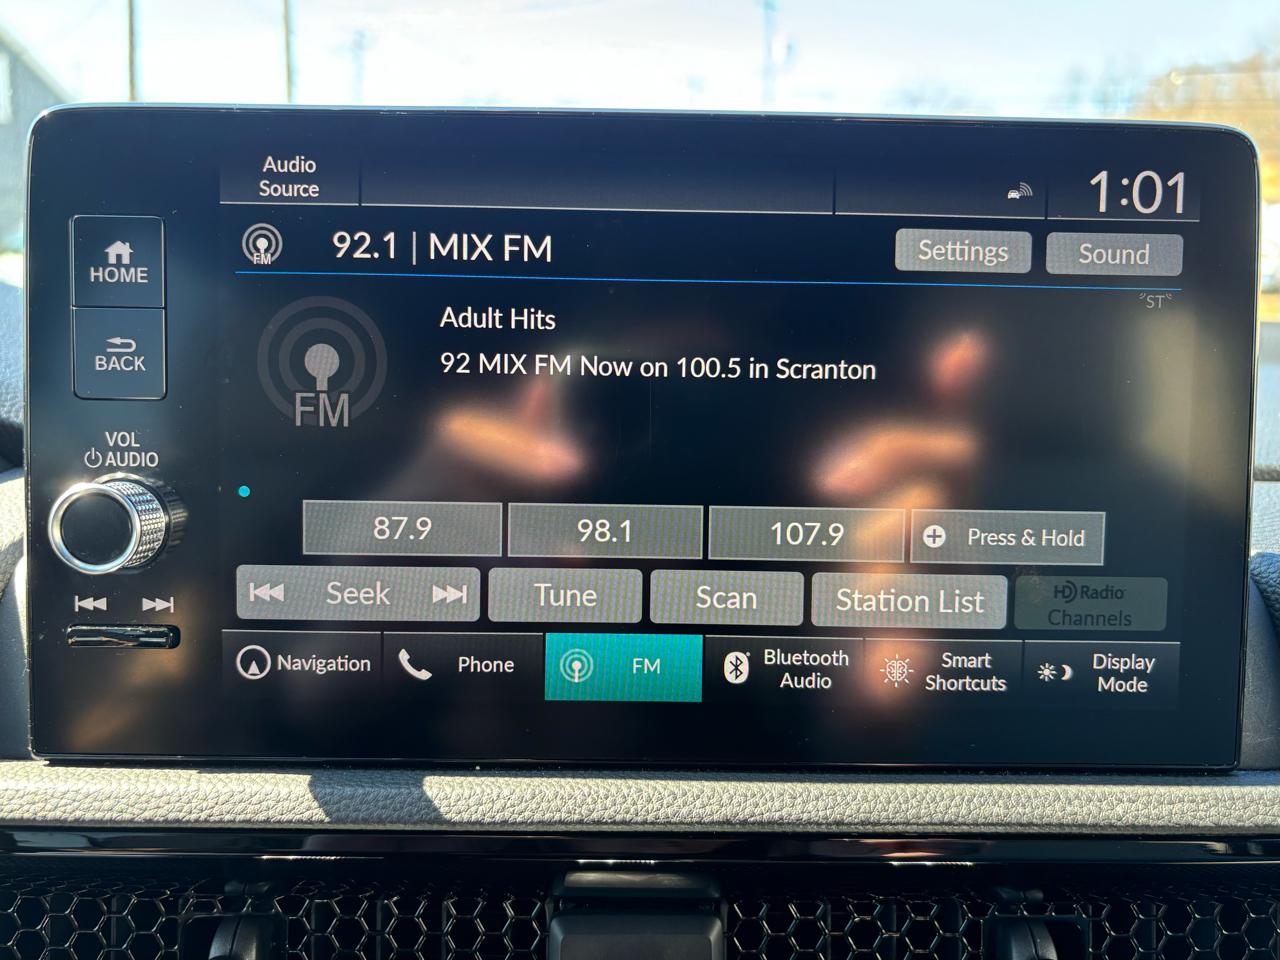 Audio
Source
1:01
FM
92.1 | MIX FM
Settings
Sound
"ST"
HOME
BACK
Adult Hits
92 MIX FM Now on 100.5 in Scranton
FM
VOL
AUDIO
87.9
98.1
107.9
Press & Hold
Seek
Tune
Scan
Station List
HD Radio
Channels
Navigation
Phone
FM
Bluetooth
Audio
Smart
Shortcuts
Display
Mode